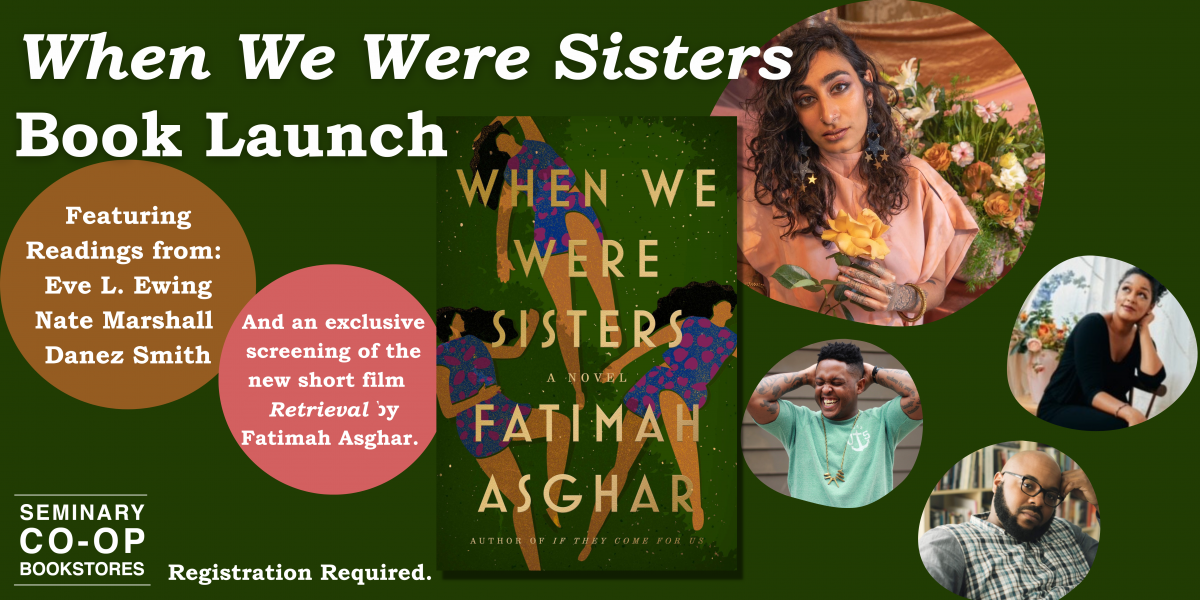 When We Were Sisters
Book Launch
Featuring
Readings from:
Eve L. Ewing
Nate Marshall
Danez Smith
And an exclusive
screening of the
new short film
Retrieval by
Fatimah Asghar.
WHEN WE
WERE
SISTERS
A NOVEL
FATIMAH
ASGHAR
AUTHOR OF IF THEY COME FOR US
SEMINARY
CO-OP
BOOKSTORES
Registration Required.